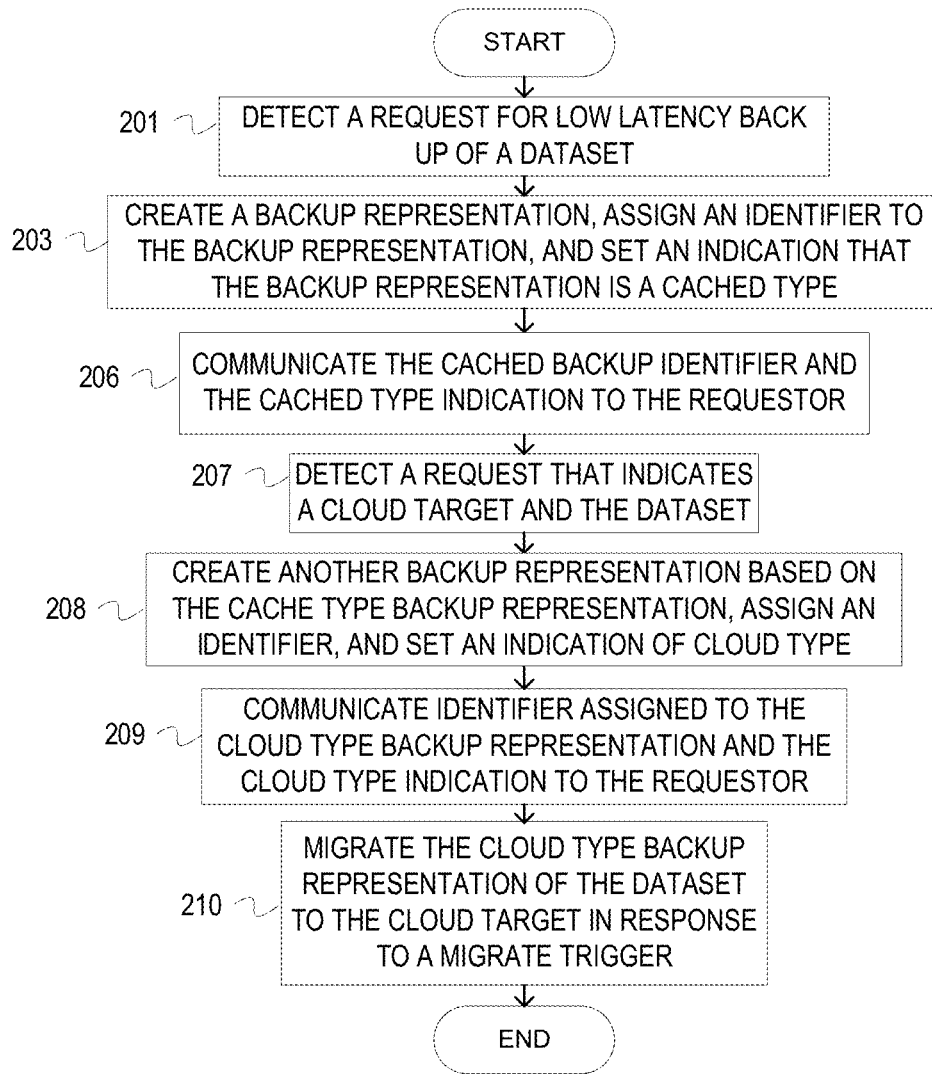 START
201
DETECT A REQUEST FOR LOW LATENCY BACK
UP OF A DATASET
203
CREATE A BACKUP REPRESENTATION, ASSIGN AN IDENTIFIER TO
THE BACKUP REPRESENTATION, AND SET AN INDICATION THAT
THE BACKUP REPRESENTATION IS A CACHED TYPE
206
COMMUNICATE THE CACHED BACKUP IDENTIFIER AND
THE CACHED TYPE INDICATION TO THE REQUESTOR
207
DETECT A REQUEST THAT INDICATES
A CLOUD TARGET AND THE DATASET
208
CREATE ANOTHER BACKUP REPRESENTATION BASED ON
THE CACHE TYPE BACKUP REPRESENTATION, ASSIGN AN
IDENTIFIER, AND SET AN INDICATION OF CLOUD TYPE
209
COMMUNICATE IDENTIFIER ASSIGNED TO THE
CLOUD TYPE BACKUP REPRESENTATION AND THE
CLOUD TYPE INDICATION TO THE REQUESTOR
210
MIGRATE THE CLOUD TYPE BACKUP
REPRESENTATION OF THE DATASET
TO THE CLOUD TARGET IN RESPONSE
TO A MIGRATE TRIGGER
END